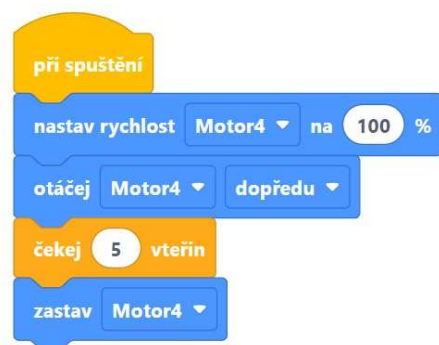 při spuštění
nastav rychlost Motor4 na 100 %
otáčej Motor4 dopředu
čekej 5 vteřin
zastav Motor4